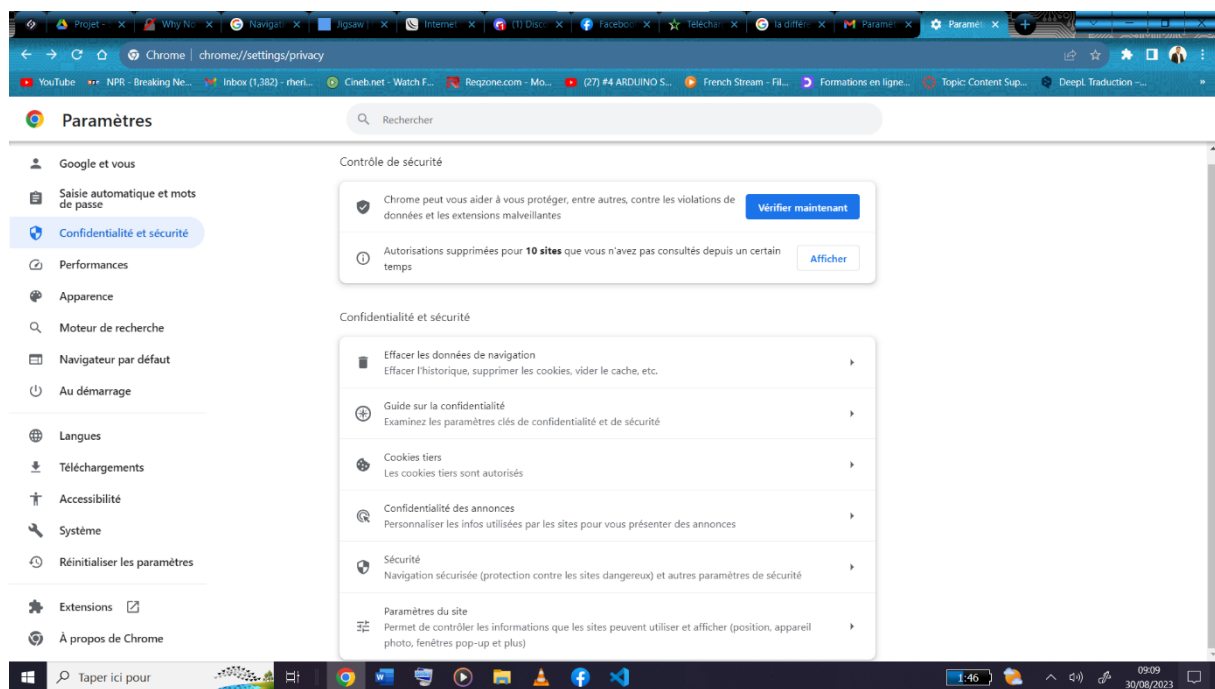 Projet - Why No Navigati Jigsaw Internet (1) Disco Faceboo Téléchar la différe Paramèt Paramèt
Chrome chrome://settings/privacy
YouTube NPR - Breaking Ne... Inbox (1,382) - rheri... Cineb.net - Watch F... Reqzone.com - Mo... (27) #4 ARDUINO S... French Stream - Fil... Formations en ligne... Topic: Content Sup... DeepL Traduction –... »
Paramètres
Rechercher
Google et vous
Saisie automatique et mots
de passe
Confidentialité et sécurité
Performances
Apparence
Moteur de recherche
Navigateur par défaut
Au démarrage
Langues
Téléchargements
Accessibilité
Système
Réinitialiser les paramètres
Extensions
À propos de Chrome
Contrôle de sécurité
Chrome peut vous aider à vous protéger, entre autres, contre les violations de
données et les extensions malveillantes
Vérifier maintenant
Autorisations supprimées pour 10 sites que vous n'avez pas consultés depuis un certain
temps
Afficher
Confidentialité et sécurité
Effacer les données de navigation
Effacer l'historique, supprimer les cookies, vider le cache, etc.
Guide sur la confidentialité
Examinez les paramètres clés de confidentialité et de sécurité
Cookies tiers
Les cookies tiers sont autorisés
Confidentialité des annonces
Personnaliser les infos utilisées par les sites pour vous présenter des annonces
Sécurité
Navigation sécurisée (protection contre les sites dangereux) et autres paramètres de sécurité
Paramètres du site
Permet de contrôler les informations que les sites peuvent utiliser et afficher (position, appareil
photo, fenêtres pop-up et plus)
Taper ici pour
1:46
09:09
30/08/2023